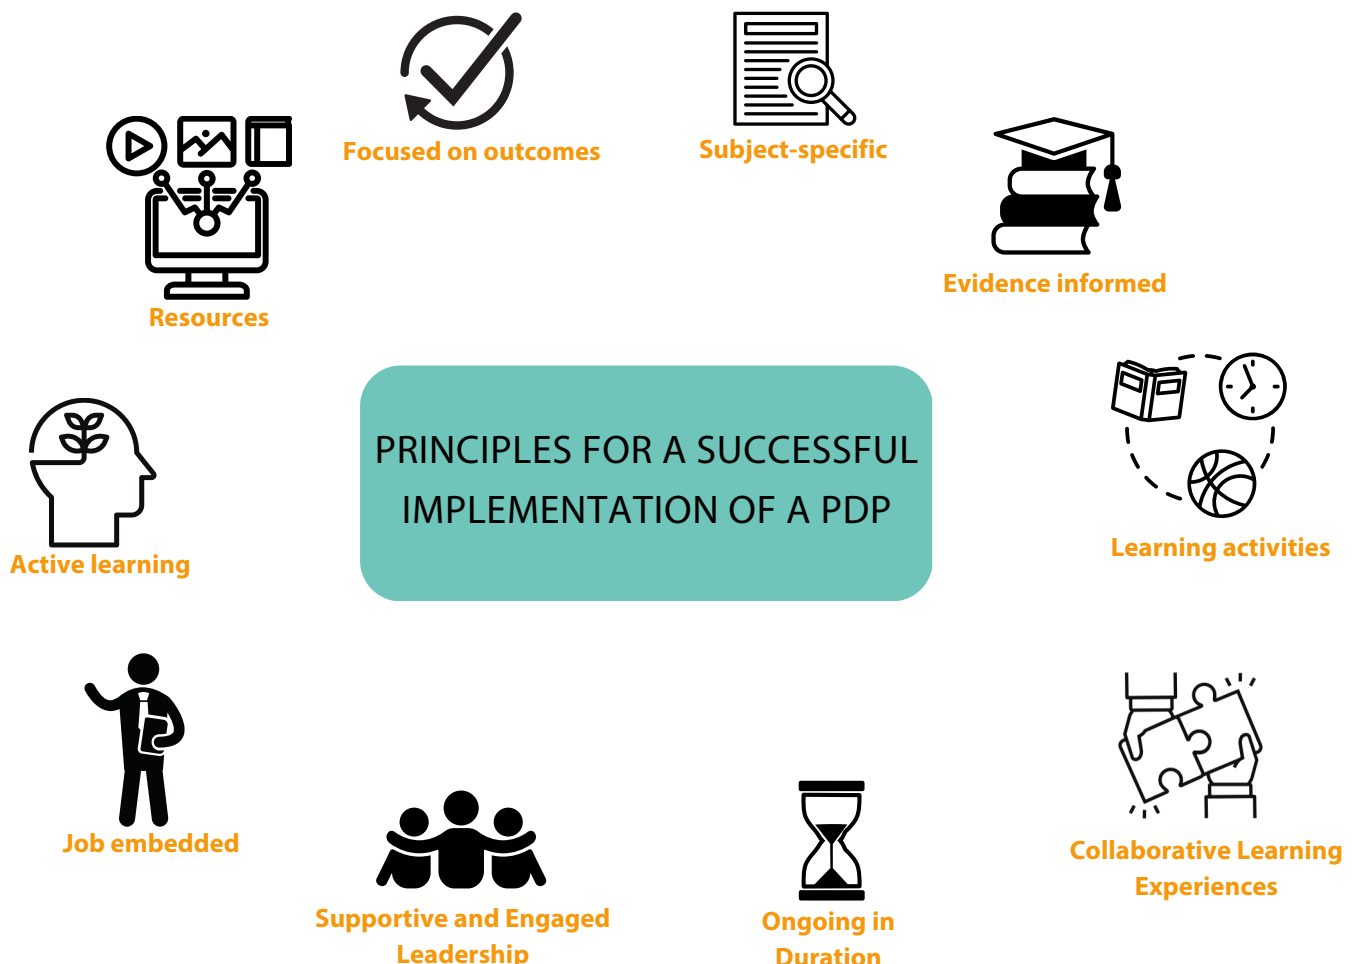 Focused on outcomes
Subject-specific
Evidence informed
Resources
PRINCIPLES FOR A SUCCESSFUL
IMPLEMENTATION OF A PDP
Learning activities
Active learning
Job embedded
Collaborative Learning
Experiences
Supportive and Engaged
Leadership
Ongoing in
Duration